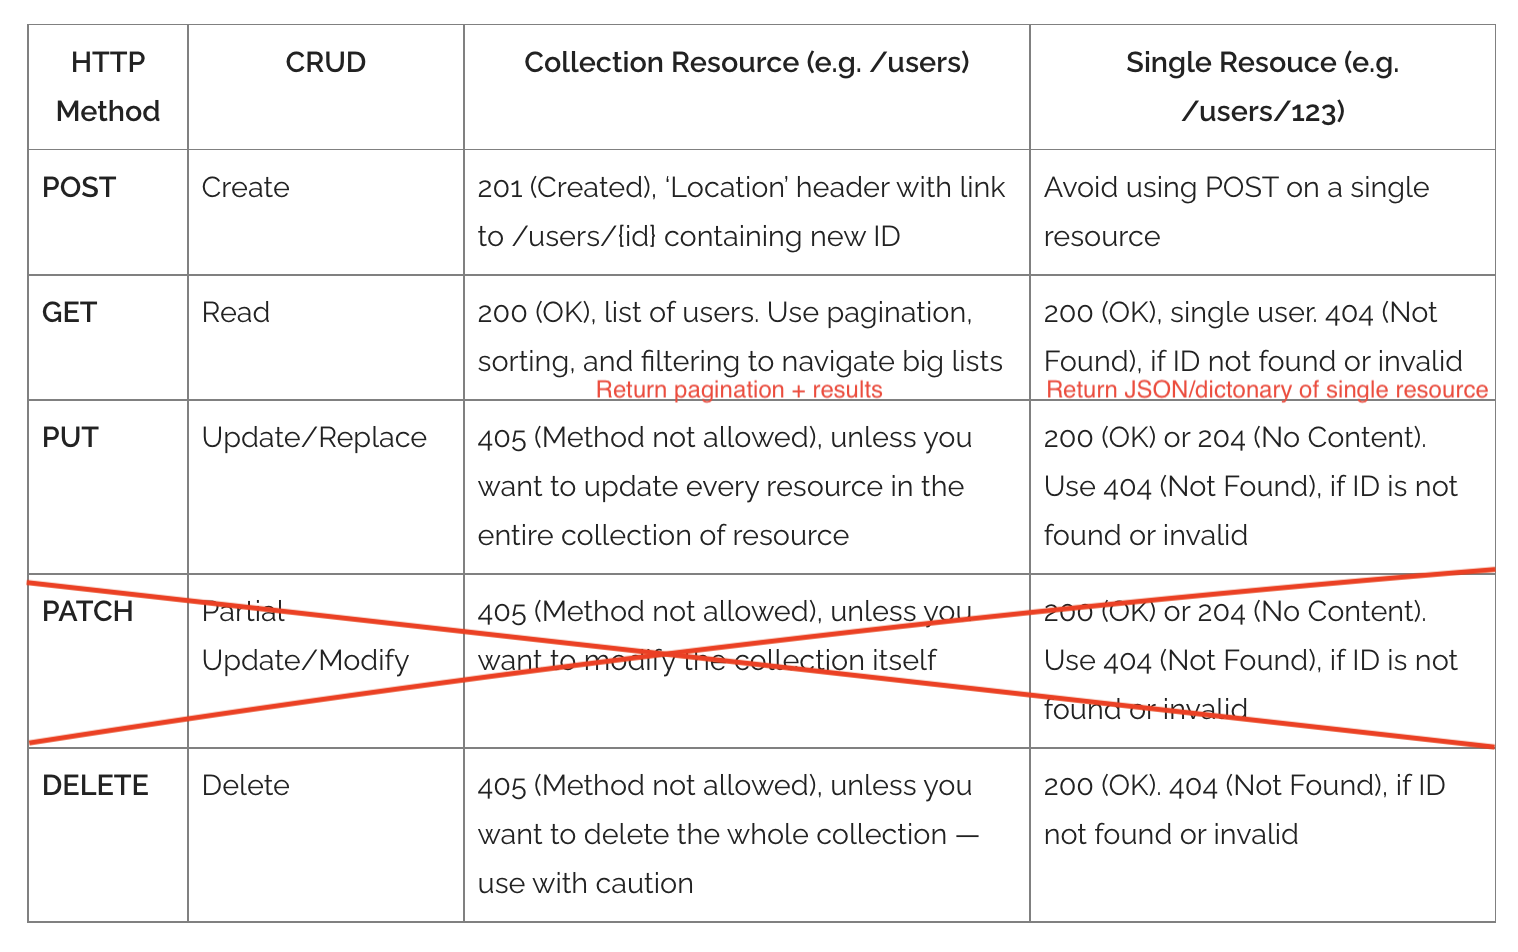 HTTP
Method
CRUD
Collection Resource (e.g. /users)
Single Resouce (e.g.
/users/123)
POST
Create
201 (Created), ‘Location’ header with link
to /users/{id} containing new ID
Avoid using POST on a single
resource
GET
Read
200 (OK), list of users. Use pagination,
sorting, and filtering to navigate big lists
Return pagination + results
200 (OK), single user. 404 (Not
Found), if ID not found or invalid
Return JSON/dictonary of single resource
PUT
Update/Replace
405 (Method not allowed), unless you
want to update every resource in the
entire collection of resource
200 (OK) or 204 (No Content).
Use 404 (Not Found), if ID is not
found or invalid
PATCH
Partial
Update/Modify
405 (Method not allowed), unless you
want to modify the collection itself
200 (OK) or 204 (No Content).
Use 404 (Not Found), if ID is not
found or invalid
DELETE
Delete
405 (Method not allowed), unless you
want to delete the whole collection —
use with caution
200 (OK). 404 (Not Found), if ID
not found or invalid